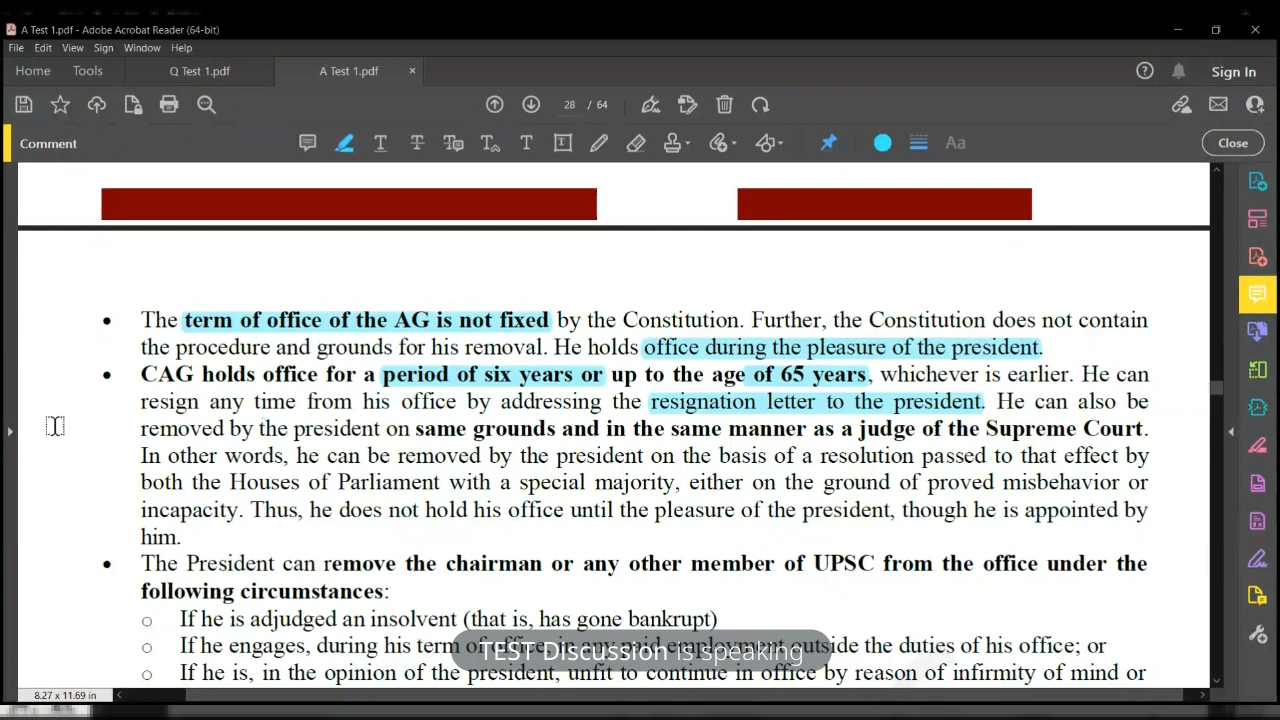 A Test 1.pdf - Adobe Acrobat Reader (64-bit)
File Edit View Sign Window Help
Home Tools Q Test 1.pdf A Test 1.pdf × Sign In
28 / 64
Comment Aa Close
• The term of office of the AG is not fixed by the Constitution. Further, the Constitution does not contain
the procedure and grounds for his removal. He holds office during the pleasure of the president.
• CAG holds office for a period of six years or up to the age of 65 years, whichever is earlier. He can
resign any time from his office by addressing the resignation letter to the president. He can also be
removed by the president on same grounds and in the same manner as a judge of the Supreme Court.
In other words, he can be removed by the president on the basis of a resolution passed to that effect by
both the Houses of Parliament with a special majority, either on the ground of proved misbehavior or
incapacity. Thus, he does not hold his office until the pleasure of the president, though he is appointed by
him.
• The President can remove the chairman or any other member of UPSC from the office under the
following circumstances:
o If he is adjudged an insolvent (that is, has gone bankrupt)
o If he engages, during his term of office, in any paid employment outside the duties of his office; or
TEST Discussion is speaking
o If he is, in the opinion of the president, unfit to continue in office by reason of infirmity of mind or
8.27 x 11.69 in